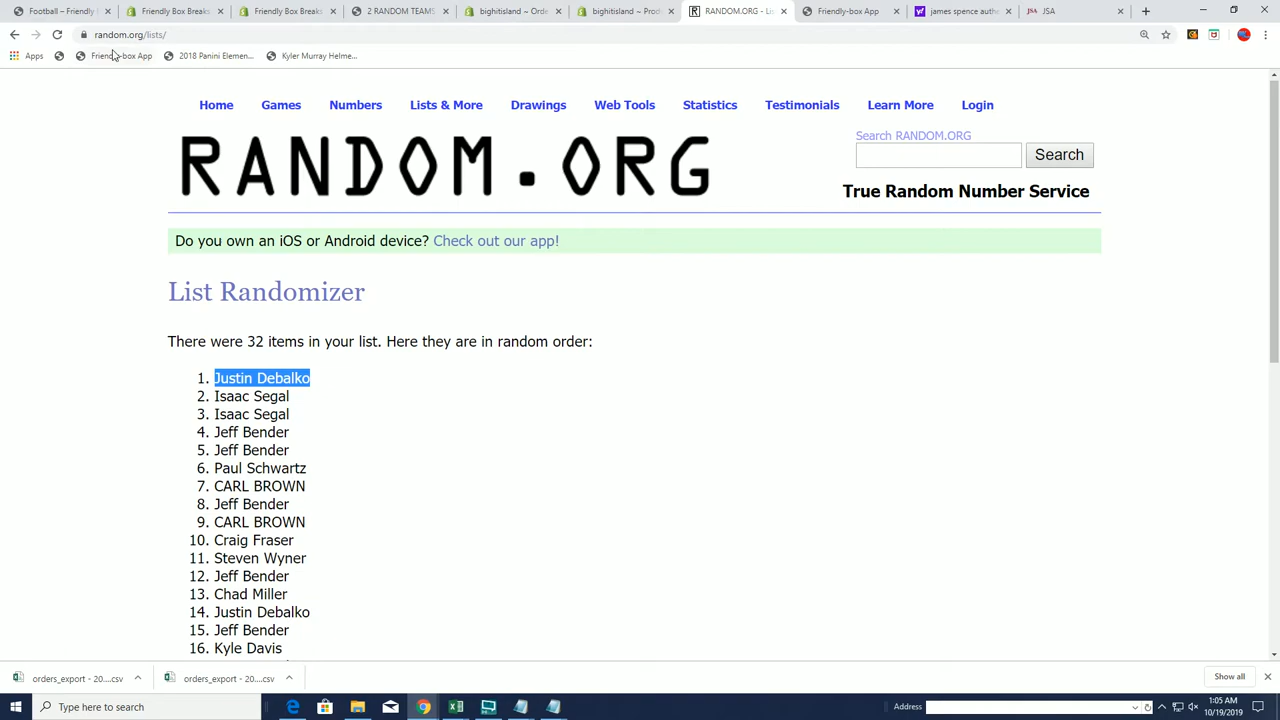 Football – Friendly
Friendly Box Breaks
Friendly Box Breaks
2 RANDOM TEAMS
bighitisland ~ Orde
bighitisland ~ Prod
RANDOM.ORG - Li
Friendly-box app
james spence authe
JSA
random.org/lists/
Apps
Friendly-box App
2018 Panini Elemen...
Kyler Murray Helme...
Home Games Numbers Lists & More Drawings Web Tools Statistics Testimonials Learn More Login
RANDOM.ORG
Search RANDOM.ORG
Search
True Random Number Service
Do you own an iOS or Android device? Check out our app!
List Randomizer
There were 32 items in your list. Here they are in random order:
1. Justin Debalko
2. Isaac Segal
3. Isaac Segal
4. Jeff Bender
5. Jeff Bender
6. Paul Schwartz
7. CARL BROWN
8. Jeff Bender
9. CARL BROWN
10. Craig Fraser
11. Steven Wyner
12. Jeff Bender
13. Chad Miller
14. Justin Debalko
15. Jeff Bender
16. Kyle Davis
orders_export - 20....csv
orders_export - 20....csv
Show all
Type here to search
Address
1:05 AM
10/19/2019